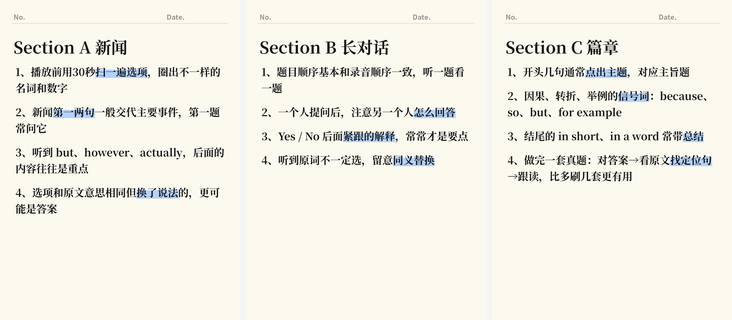 No. Date.
Section A 新闻
1、播放前用30秒扫一遍选项，圈出不一样的
名词和数字
2、新闻第一两句一般交代主要事件，第一题
常问它
3、听到 but、however、actually，后面的
内容往往是重点
4、选项和原文意思相同但换了说法的，更可
能是答案
No. Date.
Section B 长对话
1、题目顺序基本和录音顺序一致，听一题看
一题
2、一个人提问后，注意另一个人怎么回答
3、Yes / No 后面紧跟的解释，常常才是要点
4、听到原词不一定选，留意同义替换
No. Date.
Section C 篇章
1、开头几句通常点出主题，对应主旨题
2、因果、转折、举例的信号词：because、
so、but、for example
3、结尾的 in short、in a word 常带总结
4、做完一套真题：对答案→看原文找定位句
→跟读，比多刷几套更有用